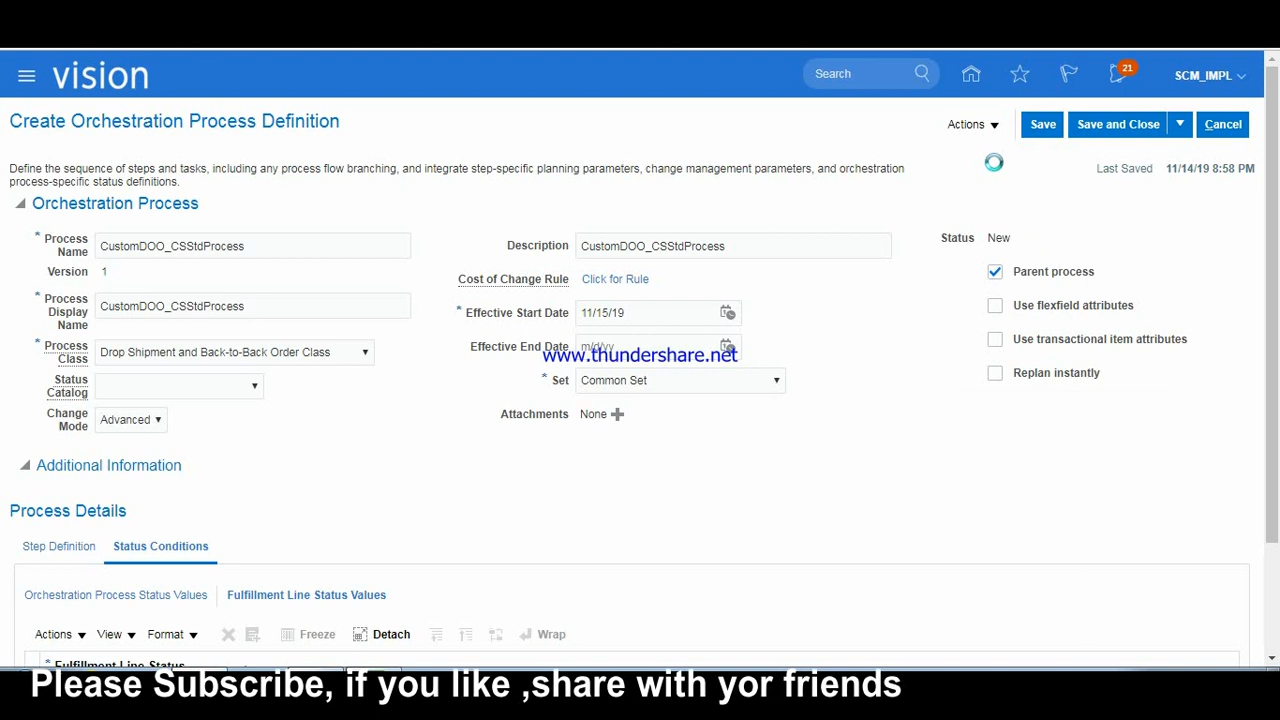 vision
Search
21
SCM_IMPL
Create Orchestration Process Definition
Actions
Save
Save and Close
Cancel
Define the sequence of steps and tasks, including any process flow branching, and integrate step-specific planning parameters, change management parameters, and orchestration
process-specific status definitions.
Last Saved 11/14/19 8:58 PM
Orchestration Process
* Process Name CustomDOO_CSStdProcess
Version 1
* Process Display Name CustomDOO_CSStdProcess
* Process Class Drop Shipment and Back-to-Back Order Class
Status Catalog
Change Mode Advanced
Description CustomDOO_CSStdProcess
Cost of Change Rule Click for Rule
* Effective Start Date 11/15/19
Effective End Date m/d/yy
www.thundershare.net
* Set Common Set
Attachments None
Status New
Parent process
Use flexfield attributes
Use transactional item attributes
Replan instantly
Additional Information
Process Details
Step Definition Status Conditions
Orchestration Process Status Values Fulfillment Line Status Values
Actions View Format Freeze Detach Wrap
* Fulfillment Line Status
Please Subscribe, if you like ,share with yor friends